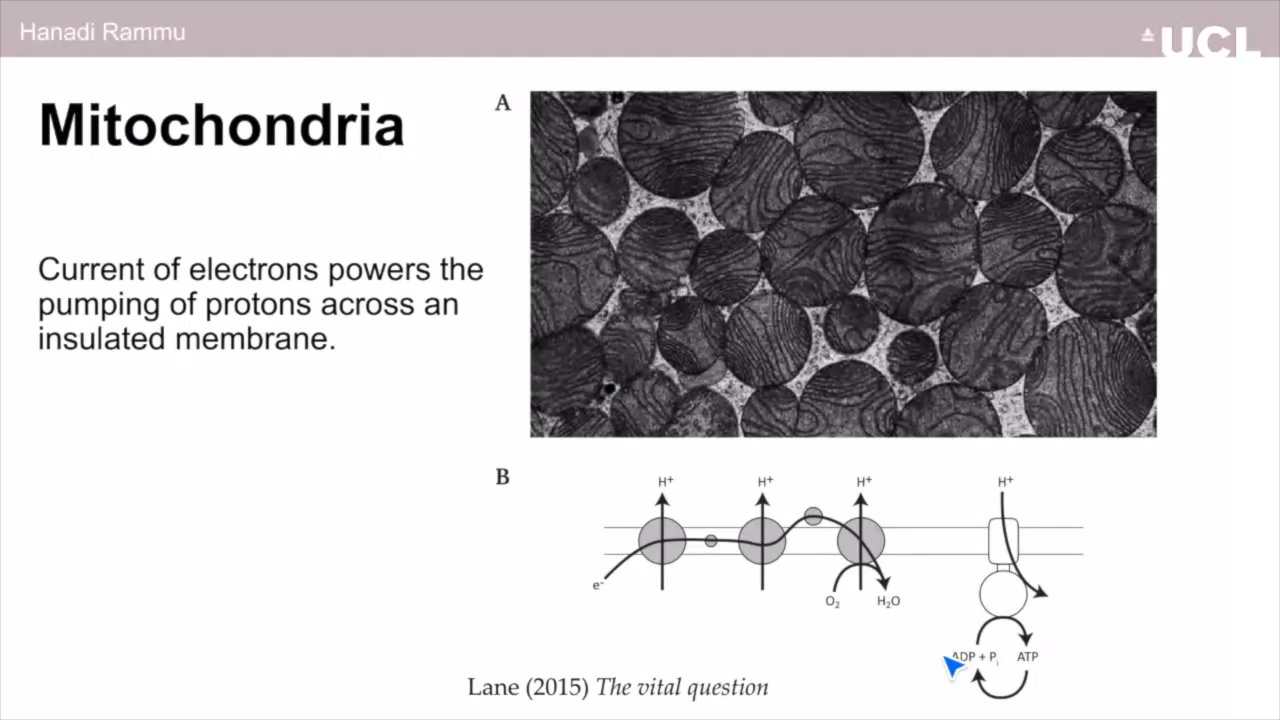 Hanadi Rammu
UCL
Mitochondria
Current of electrons powers the
pumping of protons across an
insulated membrane.
A
B
H⁺ H⁺ H⁺ H⁺
e⁻
O₂ H₂O
ADP + Pᵢ ATP
Lane (2015) The vital question